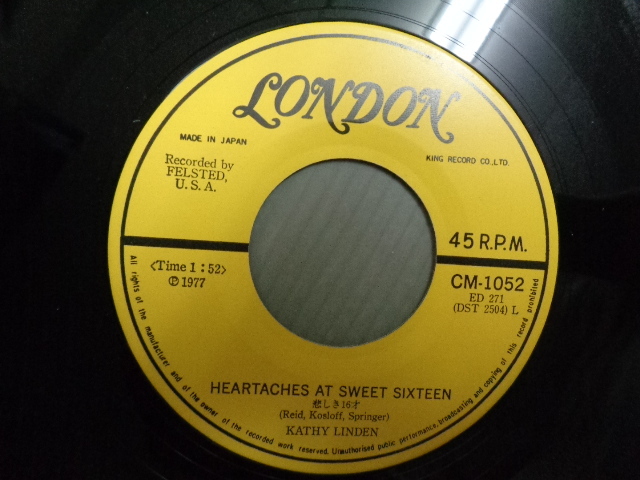 LONDON
MADE IN JAPAN
KING RECORD CO., LTD.
Recorded by
FELSTED,
U. S. A.
45 R.P.M.
<Time 1 : 52>
℗ 1977
CM-1052
ED 271
(DST 2504) L
HEARTACHES AT SWEET SIXTEEN
悲しき16才
(Reid, Kosloff, Springer)
KATHY LINDEN
All rights of the manufacturer and of the owner of the recorded work reserved. Unauthorised public performance, broadcasting and copying of this record prohibited